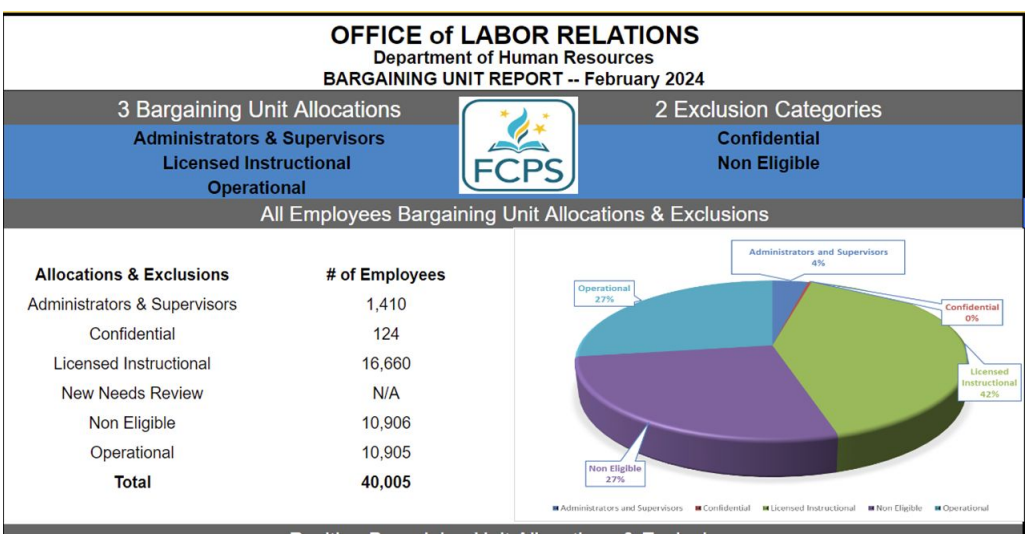 OFFICE of LABOR RELATIONS
Department of Human Resources
BARGAINING UNIT REPORT -- February 2024
3 Bargaining Unit Allocations
2 Exclusion Categories
Administrators & Supervisors
Licensed Instructional
Operational
FCPS
Confidential
Non Eligible
All Employees Bargaining Unit Allocations & Exclusions
Allocations & Exclusions # of Employees
Administrators & Supervisors 1,410
Confidential 124
Licensed Instructional 16,660
New Needs Review N/A
Non Eligible 10,906
Operational 10,905
Total 40,005
Administrators and Supervisors
4%
Operational
27%
Confidential
0%
Licensed
Instructional
42%
Non Eligible
27%
Administrators and Supervisors Confidential Licensed Instructional Non Eligible Operational